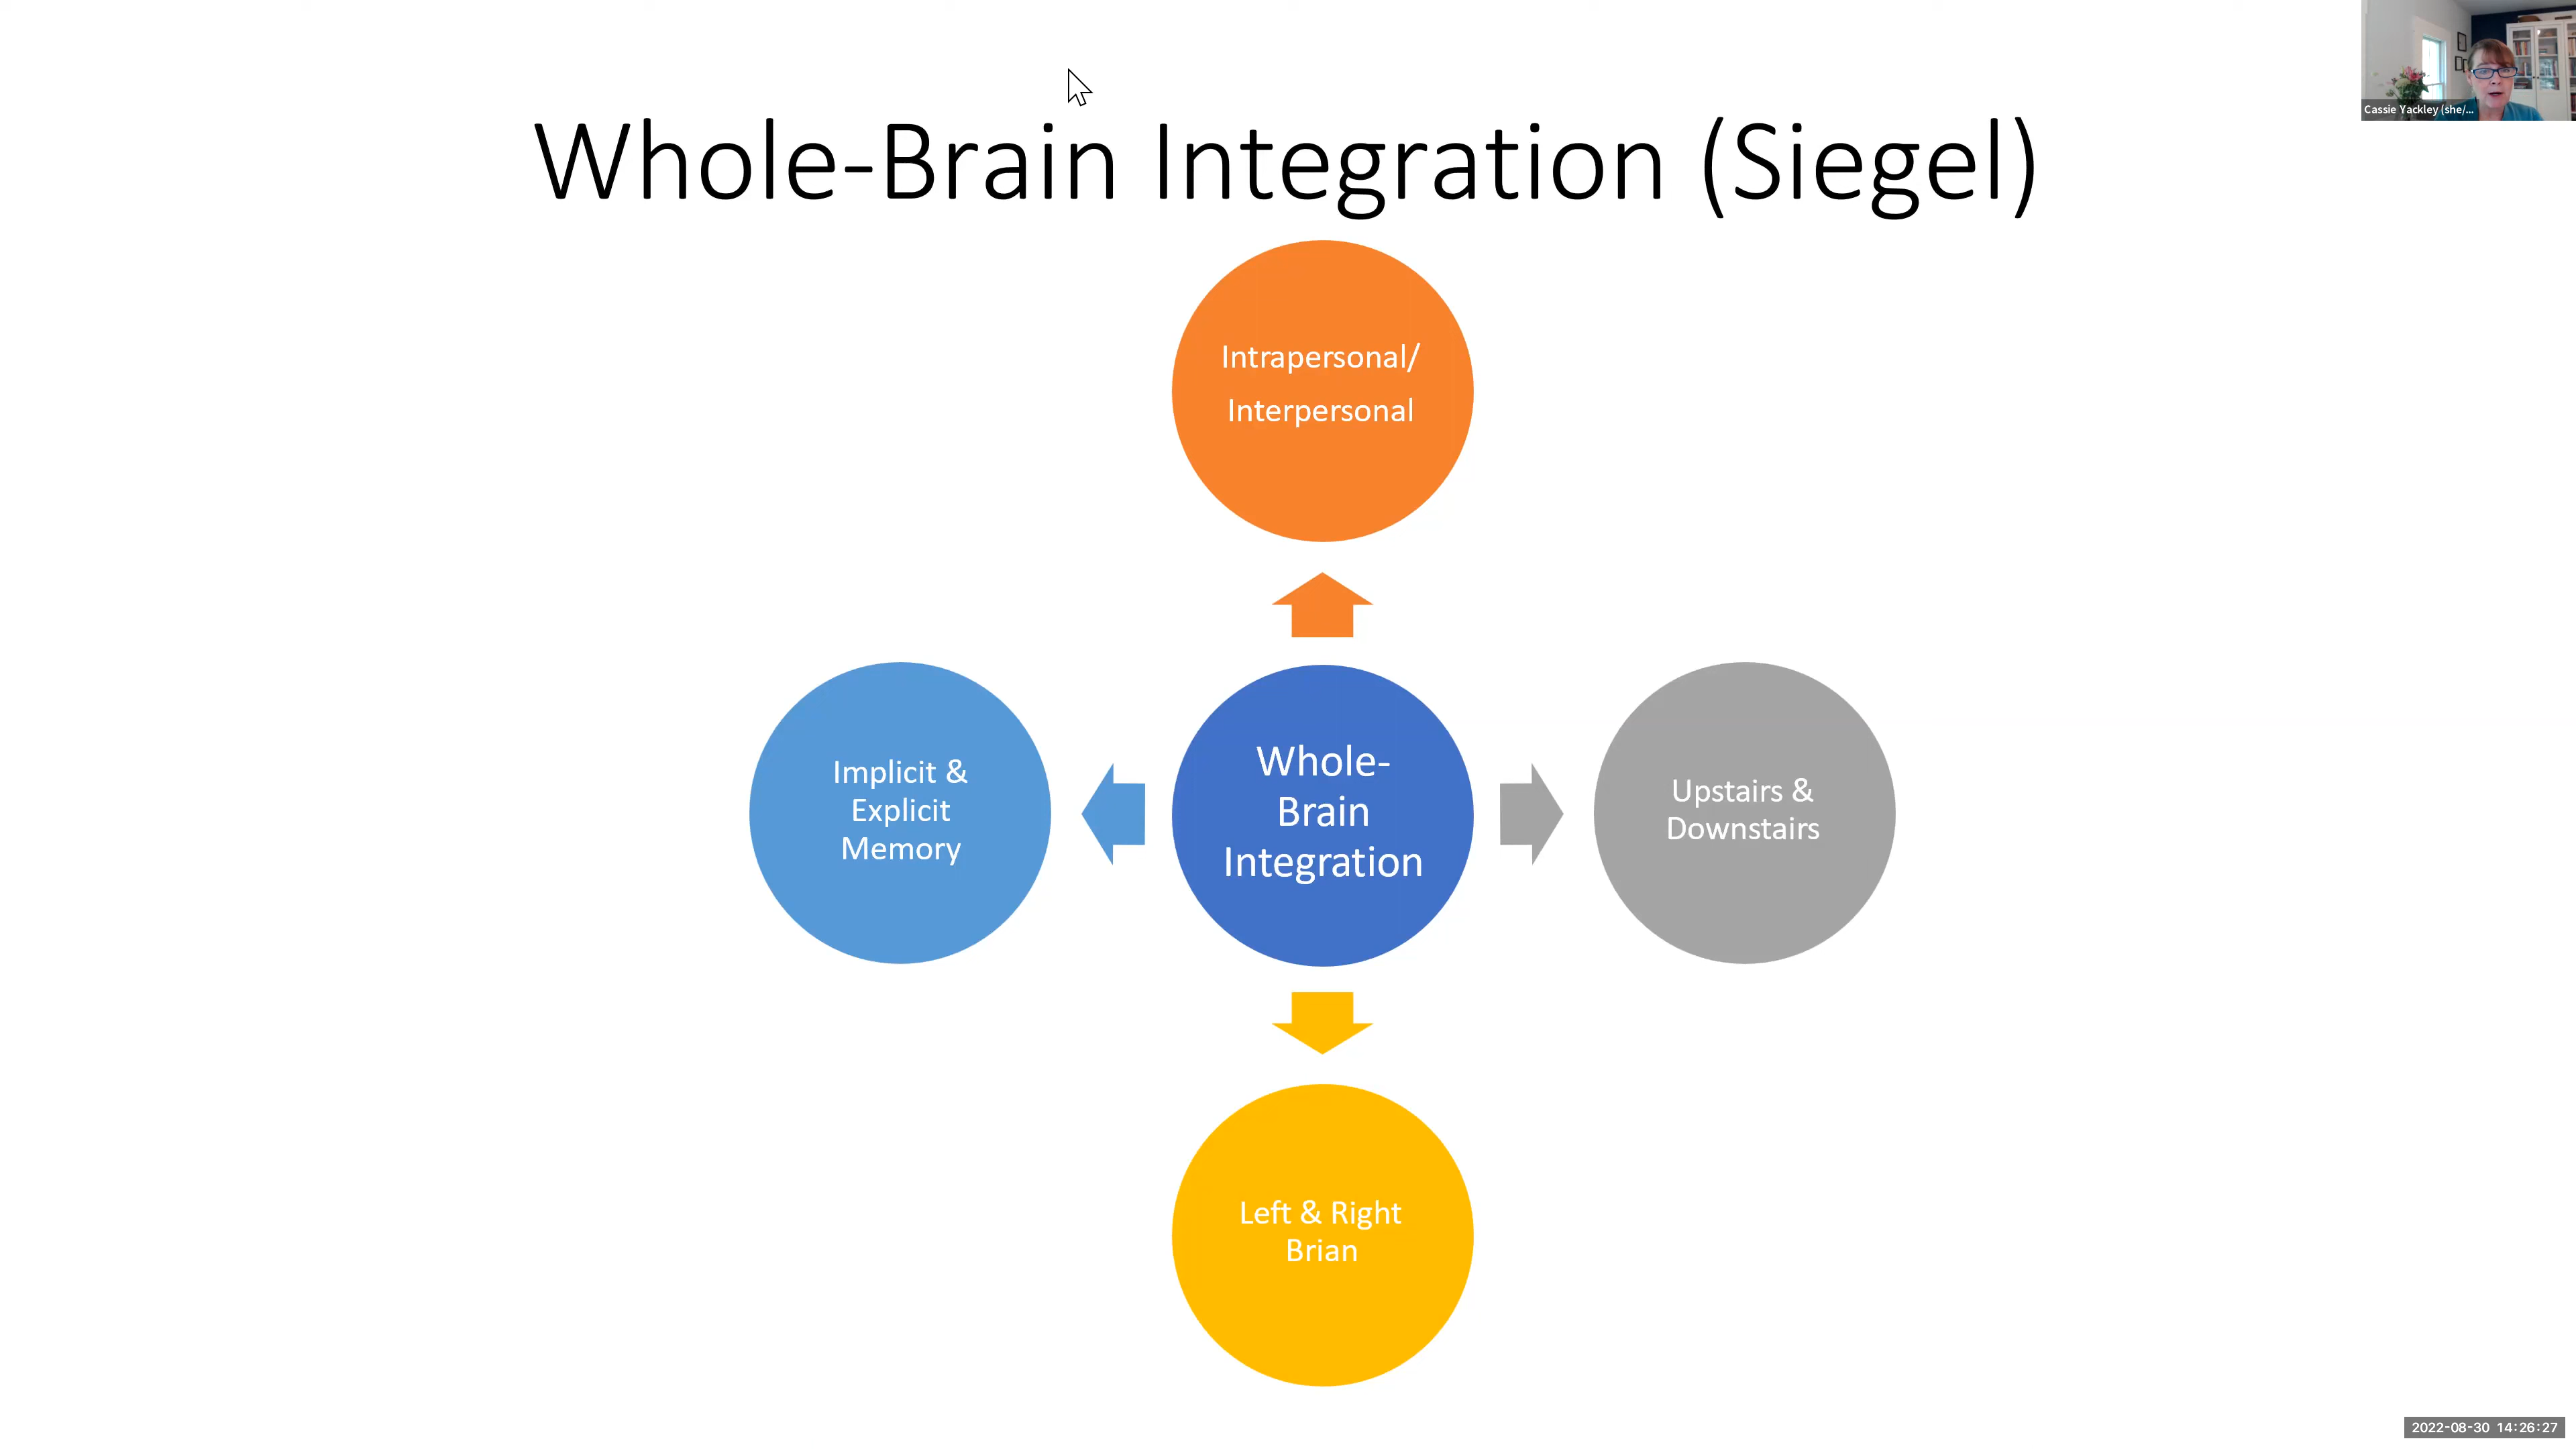 Cassie Yackley (she/...
Whole-Brain Integration (Siegel)
Intrapersonal/
Interpersonal
Implicit &
Explicit
Memory
Whole-
Brain
Integration
Upstairs &
Downstairs
Left & Right
Brian
2022-08-30 14:26:27